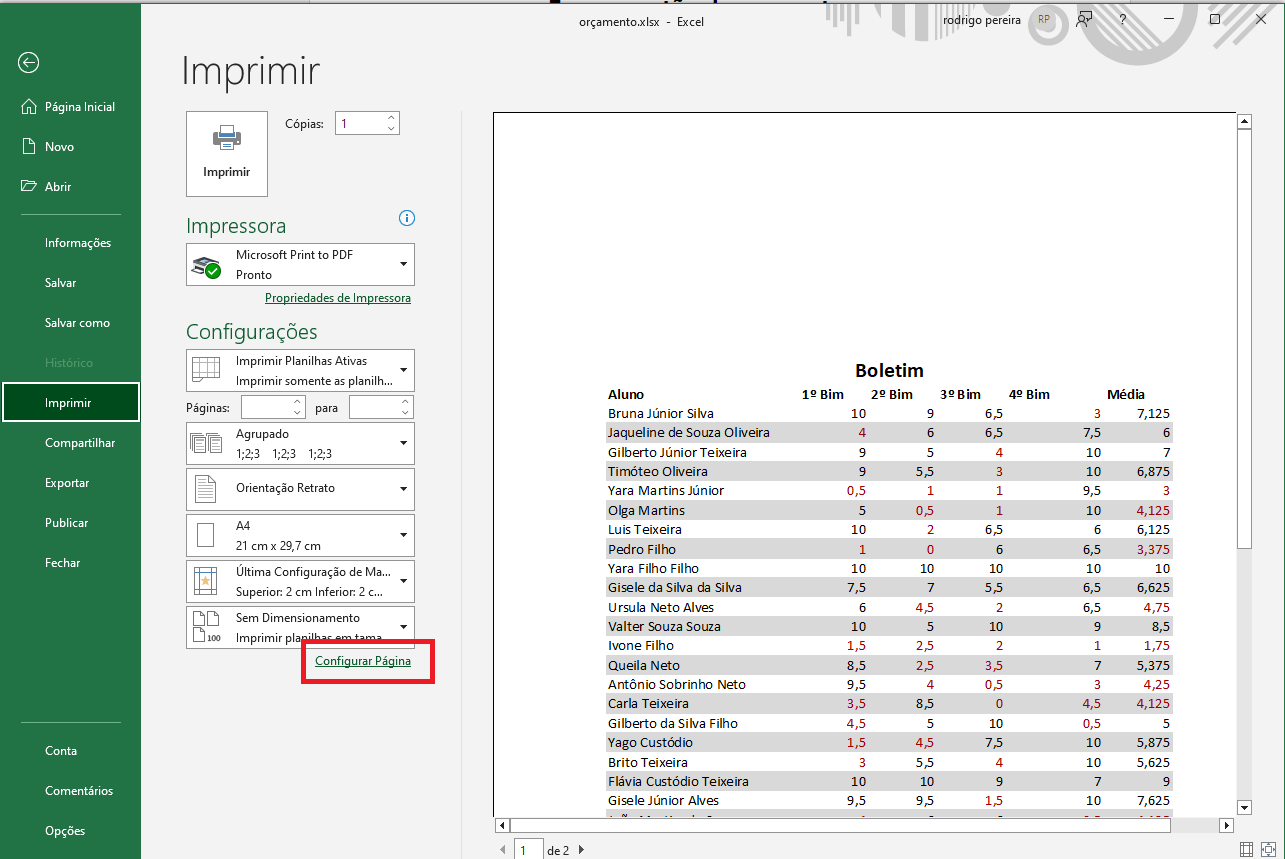 orçamento.xlsx - Excel
rodrigo pereira
RP
?
Imprimir
Página Inicial
Novo
Abrir
Informações
Salvar
Salvar como
Histórico
Imprimir
Compartilhar
Exportar
Publicar
Fechar
Conta
Comentários
Opções
Imprimir
Cópias: 1
Impressora
Microsoft Print to PDF
Pronto
Propriedades de Impressora
Configurações
Imprimir Planilhas Ativas
Imprimir somente as planilh...
Páginas: para
Agrupado
1;2;3 1;2;3 1;2;3
Orientação Retrato
A4
21 cm x 29,7 cm
Última Configuração de Ma...
Superior: 2 cm Inferior: 2 c...
Sem Dimensionamento
100
Imprimir planilhas em tama...
Configurar Página
Boletim
Aluno 1º Bim 2º Bim 3º Bim 4º Bim Média
Bruna Júnior Silva 10 9 6,5 3 7,125
Jaqueline de Souza Oliveira 4 6 6,5 7,5 6
Gilberto Júnior Teixeira 9 5 4 10 7
Timóteo Oliveira 9 5,5 3 10 6,875
Yara Martins Júnior 0,5 1 1 9,5 3
Olga Martins 5 0,5 1 10 4,125
Luis Teixeira 10 2 6,5 6 6,125
Pedro Filho 1 0 6 6,5 3,375
Yara Filho Filho 10 10 10 10 10
Gisele da Silva da Silva 7,5 7 5,5 6,5 6,625
Ursula Neto Alves 6 4,5 2 6,5 4,75
Valter Souza Souza 10 5 10 9 8,5
Ivone Filho 1,5 2,5 2 1 1,75
Queila Neto 8,5 2,5 3,5 7 5,375
Antônio Sobrinho Neto 9,5 4 0,5 3 4,25
Carla Teixeira 3,5 8,5 0 4,5 4,125
Gilberto da Silva Filho 4,5 5 10 0,5 5
Yago Custódio 1,5 4,5 7,5 10 5,875
Brito Teixeira 3 5,5 4 10 5,625
Flávia Custódio Teixeira 10 10 9 7 9
Gisele Júnior Alves 9,5 9,5 1,5 10 7,625
1 de 2